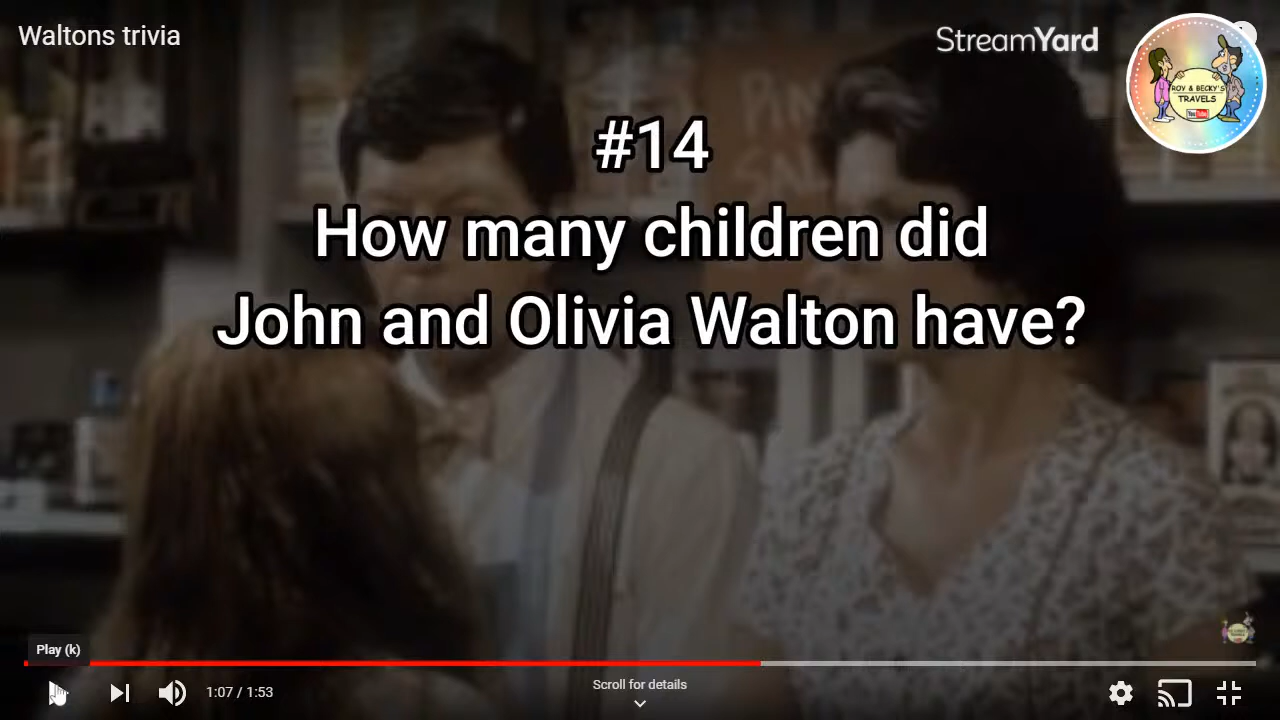 Waltons trivia
StreamYard
ROY & BECKY'S
TRAVELS
#14
How many children did
John and Olivia Walton have?
Play (k)
1:07 / 1:53
Scroll for details